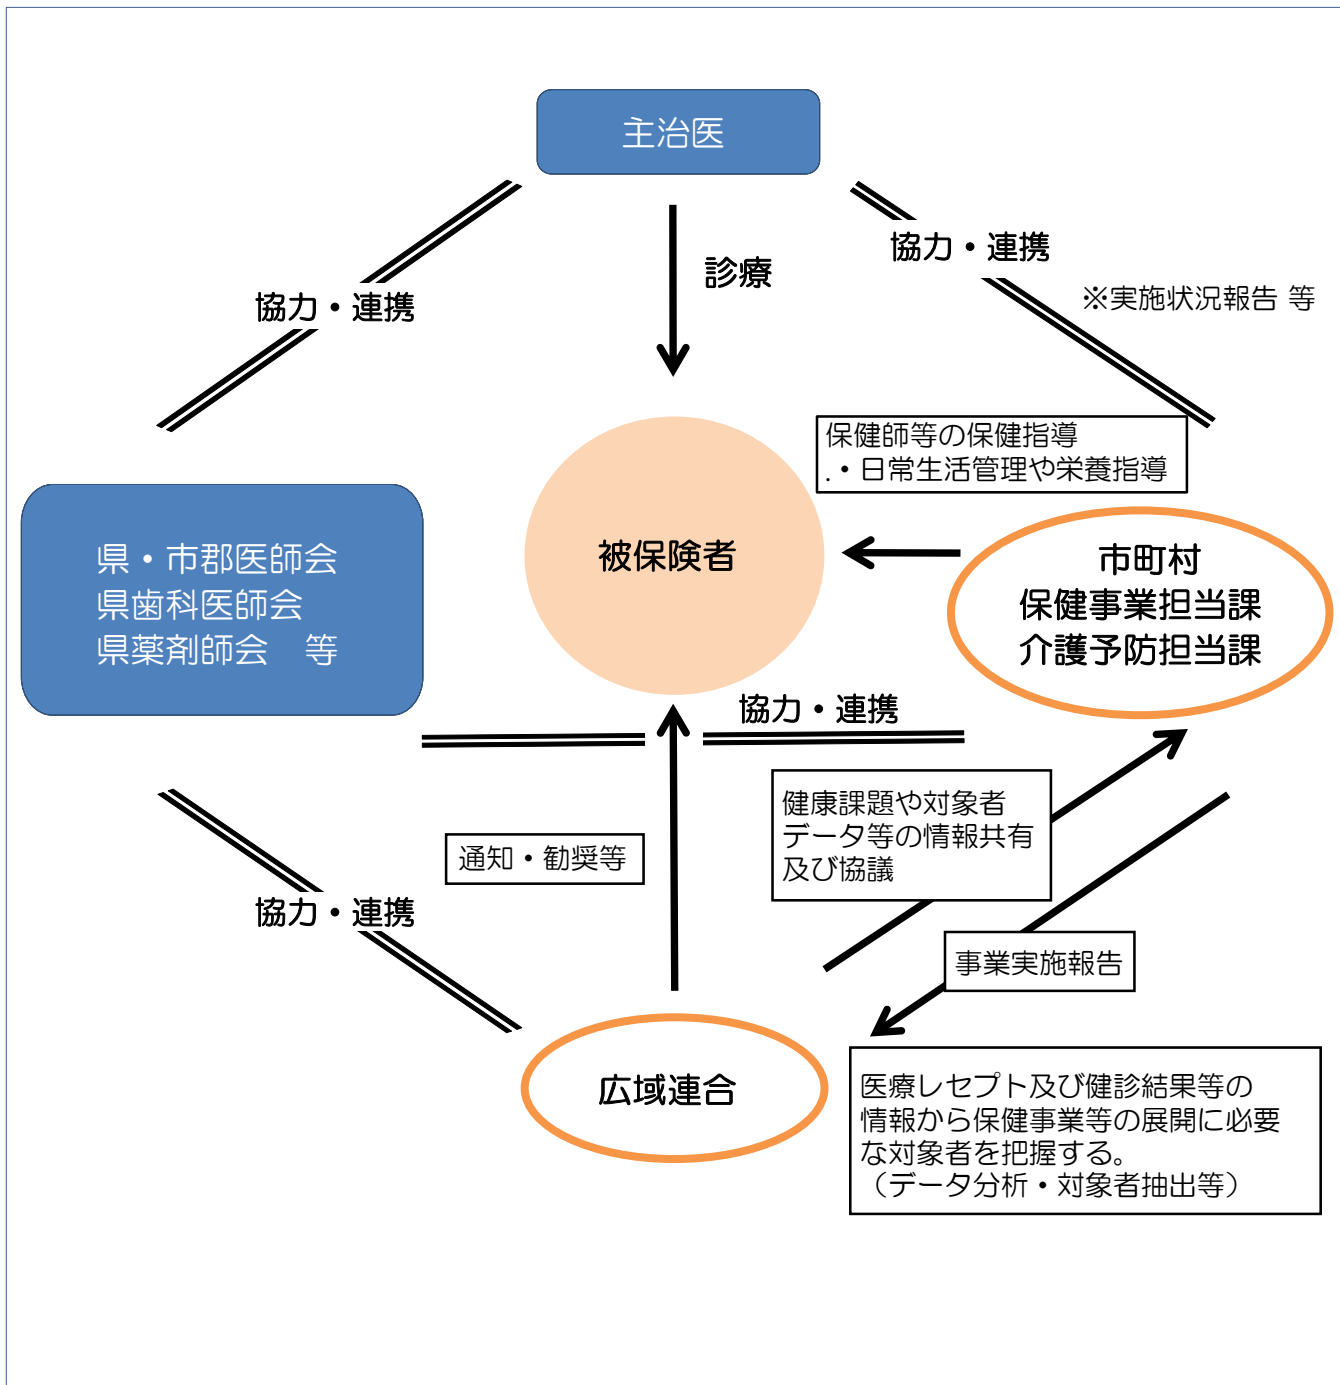 主治医
協力・連携
診療
協力・連携
※実施状況報告 等
保健師等の保健指導
.・日常生活管理や栄養指導
県・市郡医師会
県歯科医師会
県薬剤師会　等
被保険者
市町村
保健事業担当課
介護予防担当課
協力・連携
健康課題や対象者
データ等の情報共有
及び協議
通知・勧奨等
協力・連携
事業実施報告
広域連合
医療レセプト及び健診結果等の
情報から保健事業等の展開に必要
な対象者を把握する。
（データ分析・対象者抽出等）